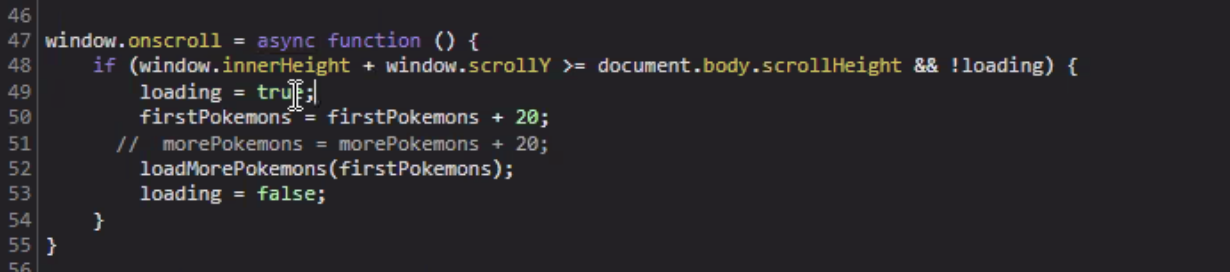 46
47 window.onscroll = async function () {
48     if (window.innerHeight + window.scrollY >= document.body.scrollHeight && !loading) {
49         loading = true;
50         firstPokemons = firstPokemons + 20;
51       //  morePokemons = morePokemons + 20;
52         loadMorePokemons(firstPokemons);
53         loading = false;
54     }
55 }
56